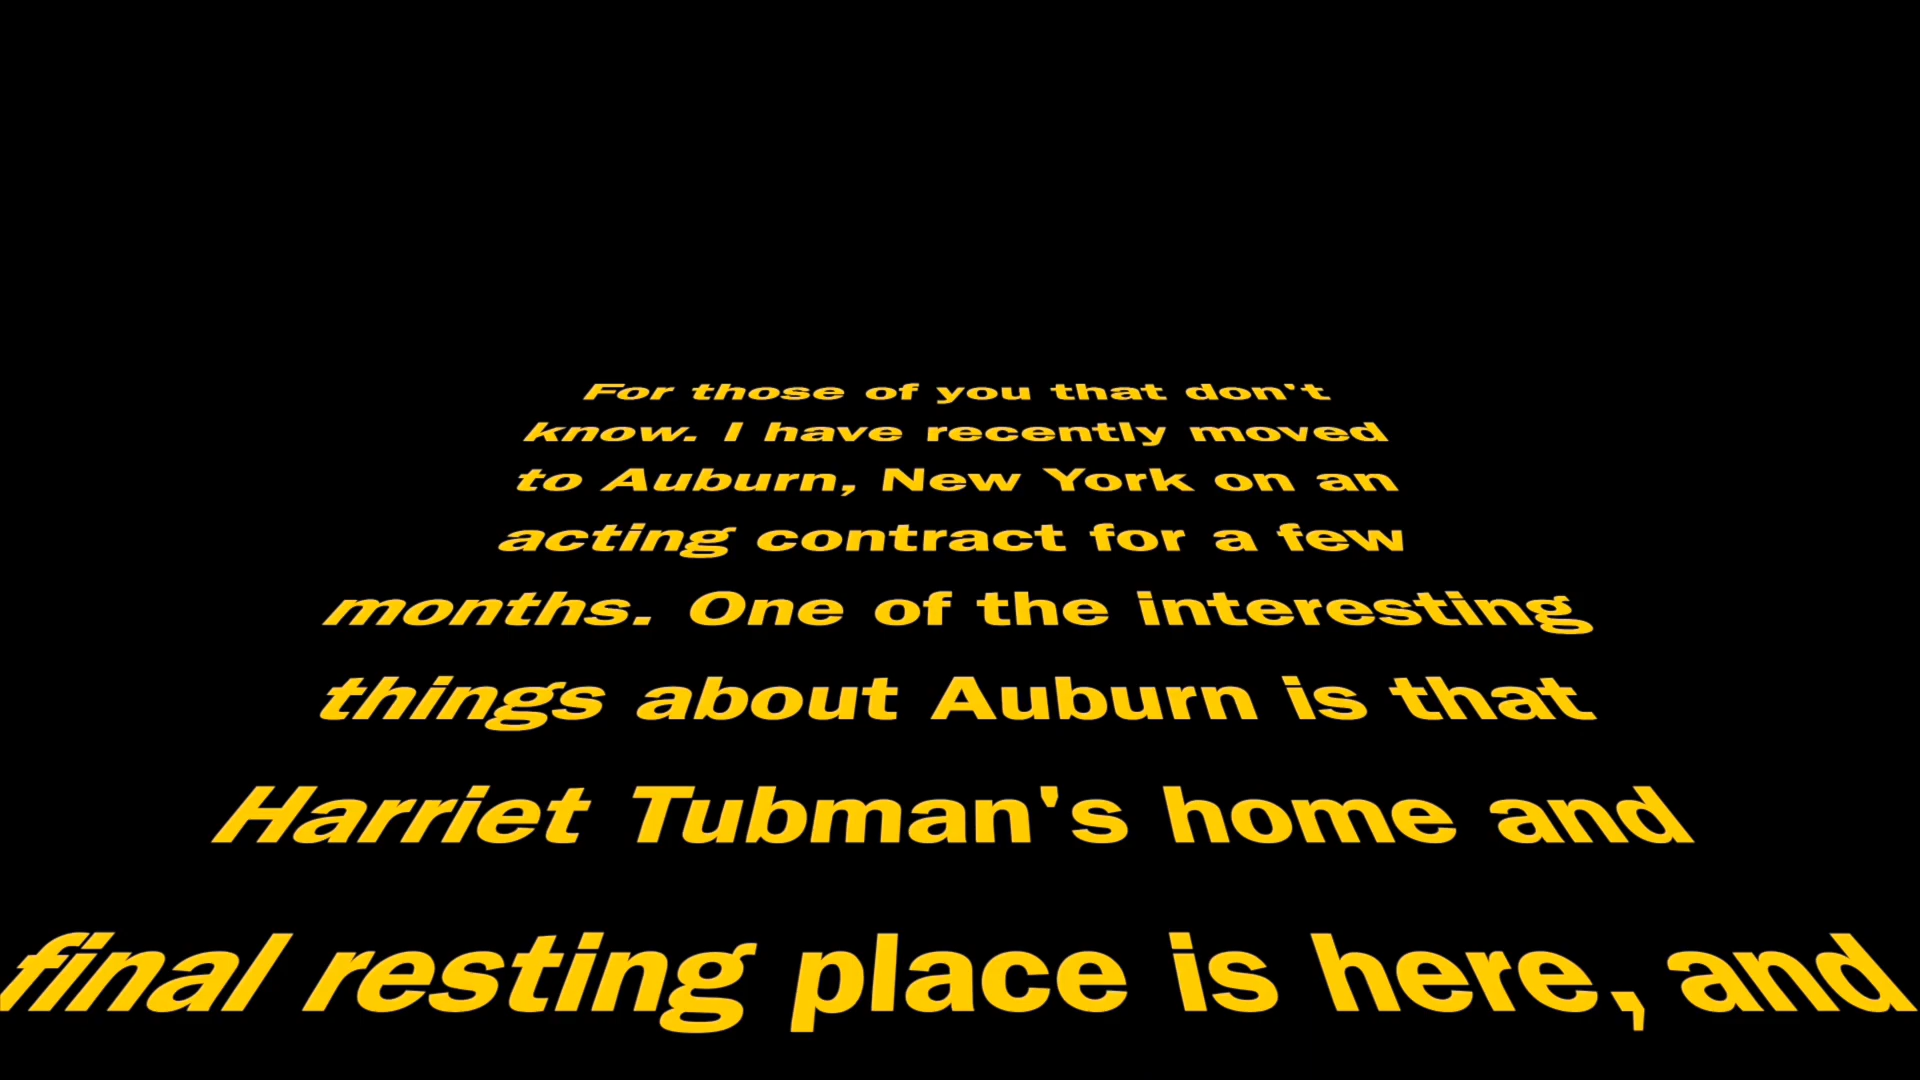 For those of you that don't
know. I have recently moved
to Auburn, New York on an
acting contract for a few
months. One of the interesting
things about Auburn is that
Harriet Tubman's home and
final resting place is here, and